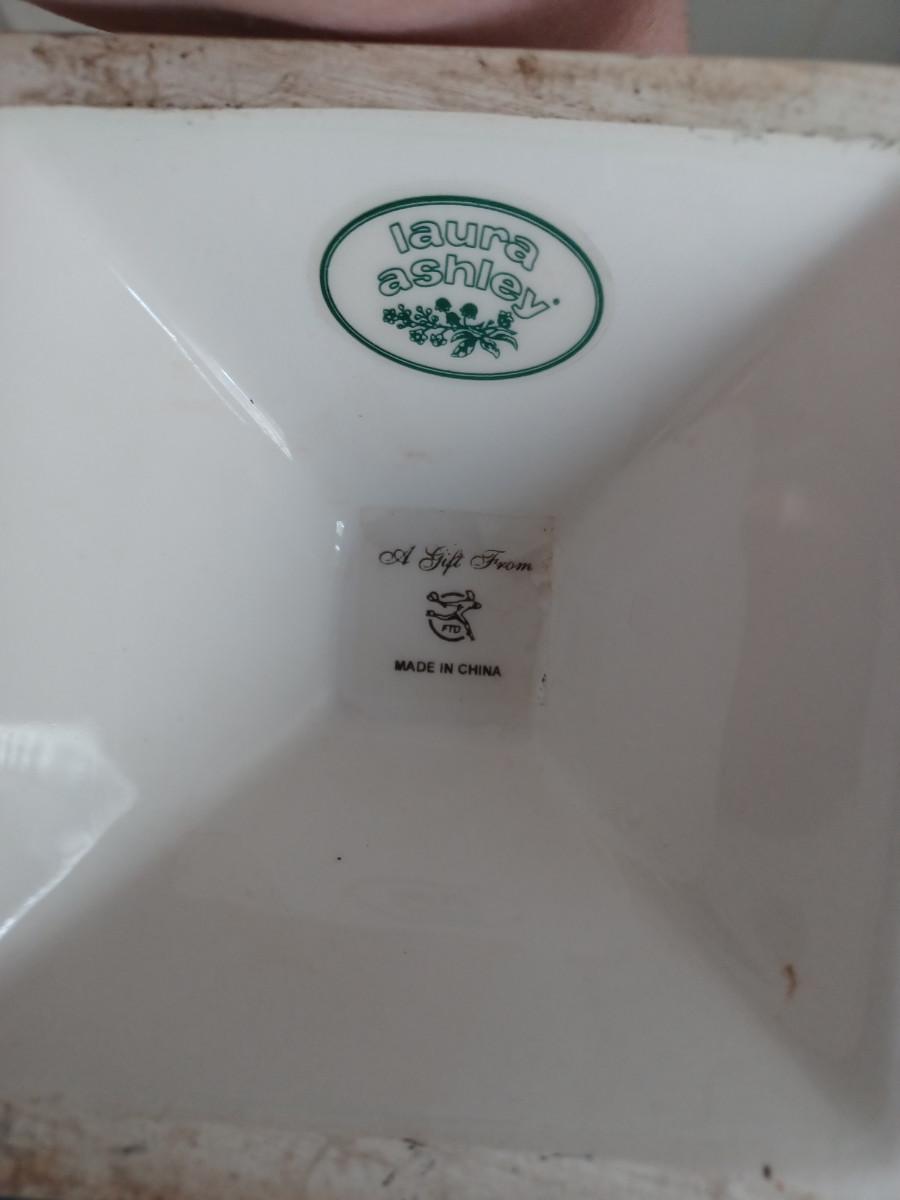 laura
ashley
A Gift From
FTD
MADE IN CHINA